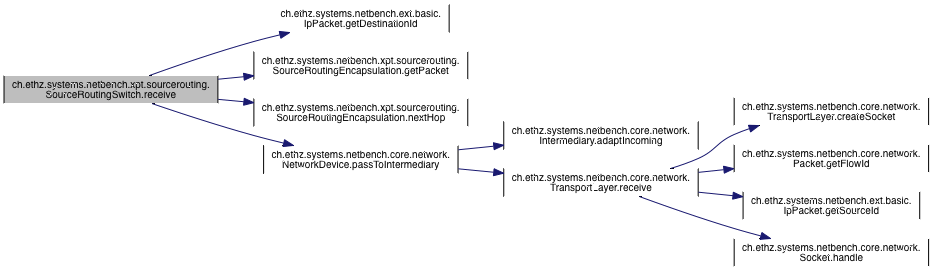 ch.ethz.systems.netbench.ext.basic.
IpPacket.getDestinationId
ch.ethz.systems.netbench.xpt.sourcerouting.
SourceRoutingEncapsulation.getPacket
ch.ethz.systems.netbench.xpt.sourcerouting.
SourceRoutingSwitch.receive
ch.ethz.systems.netbench.xpt.sourcerouting.
SourceRoutingEncapsulation.nextHop
ch.ethz.systems.netbench.core.network.
NetworkDevice.passToIntermediary
ch.ethz.systems.netbench.core.network.
Intermediary.adaptIncoming
ch.ethz.systems.netbench.core.network.
TransportLayer.receive
ch.ethz.systems.netbench.core.network.
TransportLayer.createSocket
ch.ethz.systems.netbench.core.network.
Packet.getFlowId
ch.ethz.systems.netbench.ext.basic.
IpPacket.getSourceId
ch.ethz.systems.netbench.core.network.
Socket.handle